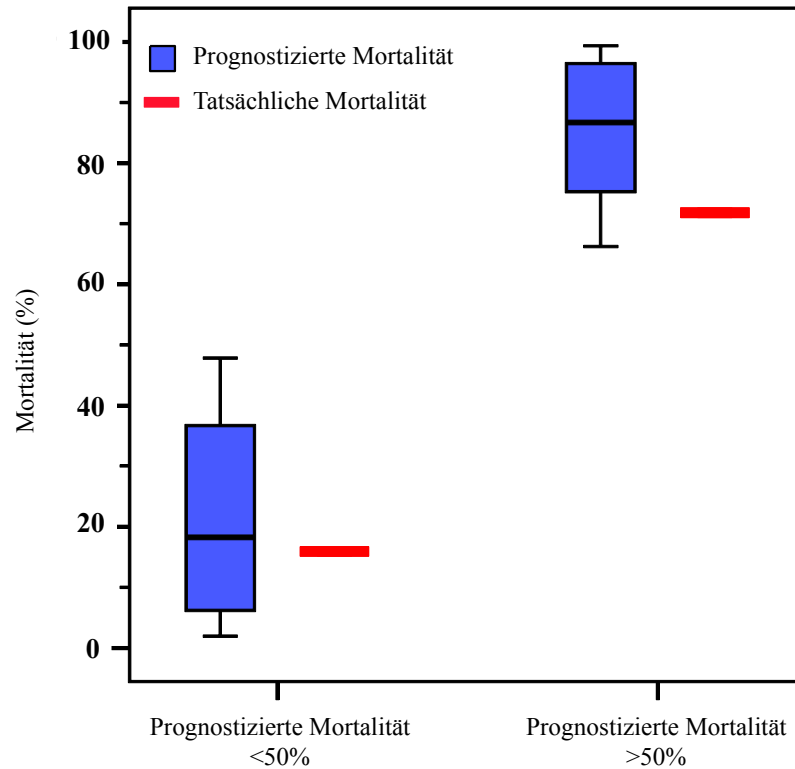 100
Prognostizierte Mortalität
Tatsächliche Mortalität
80
60
Mortalität (%)
40
20
0
Prognostizierte Mortalität
<50%
Prognostizierte Mortalität
>50%